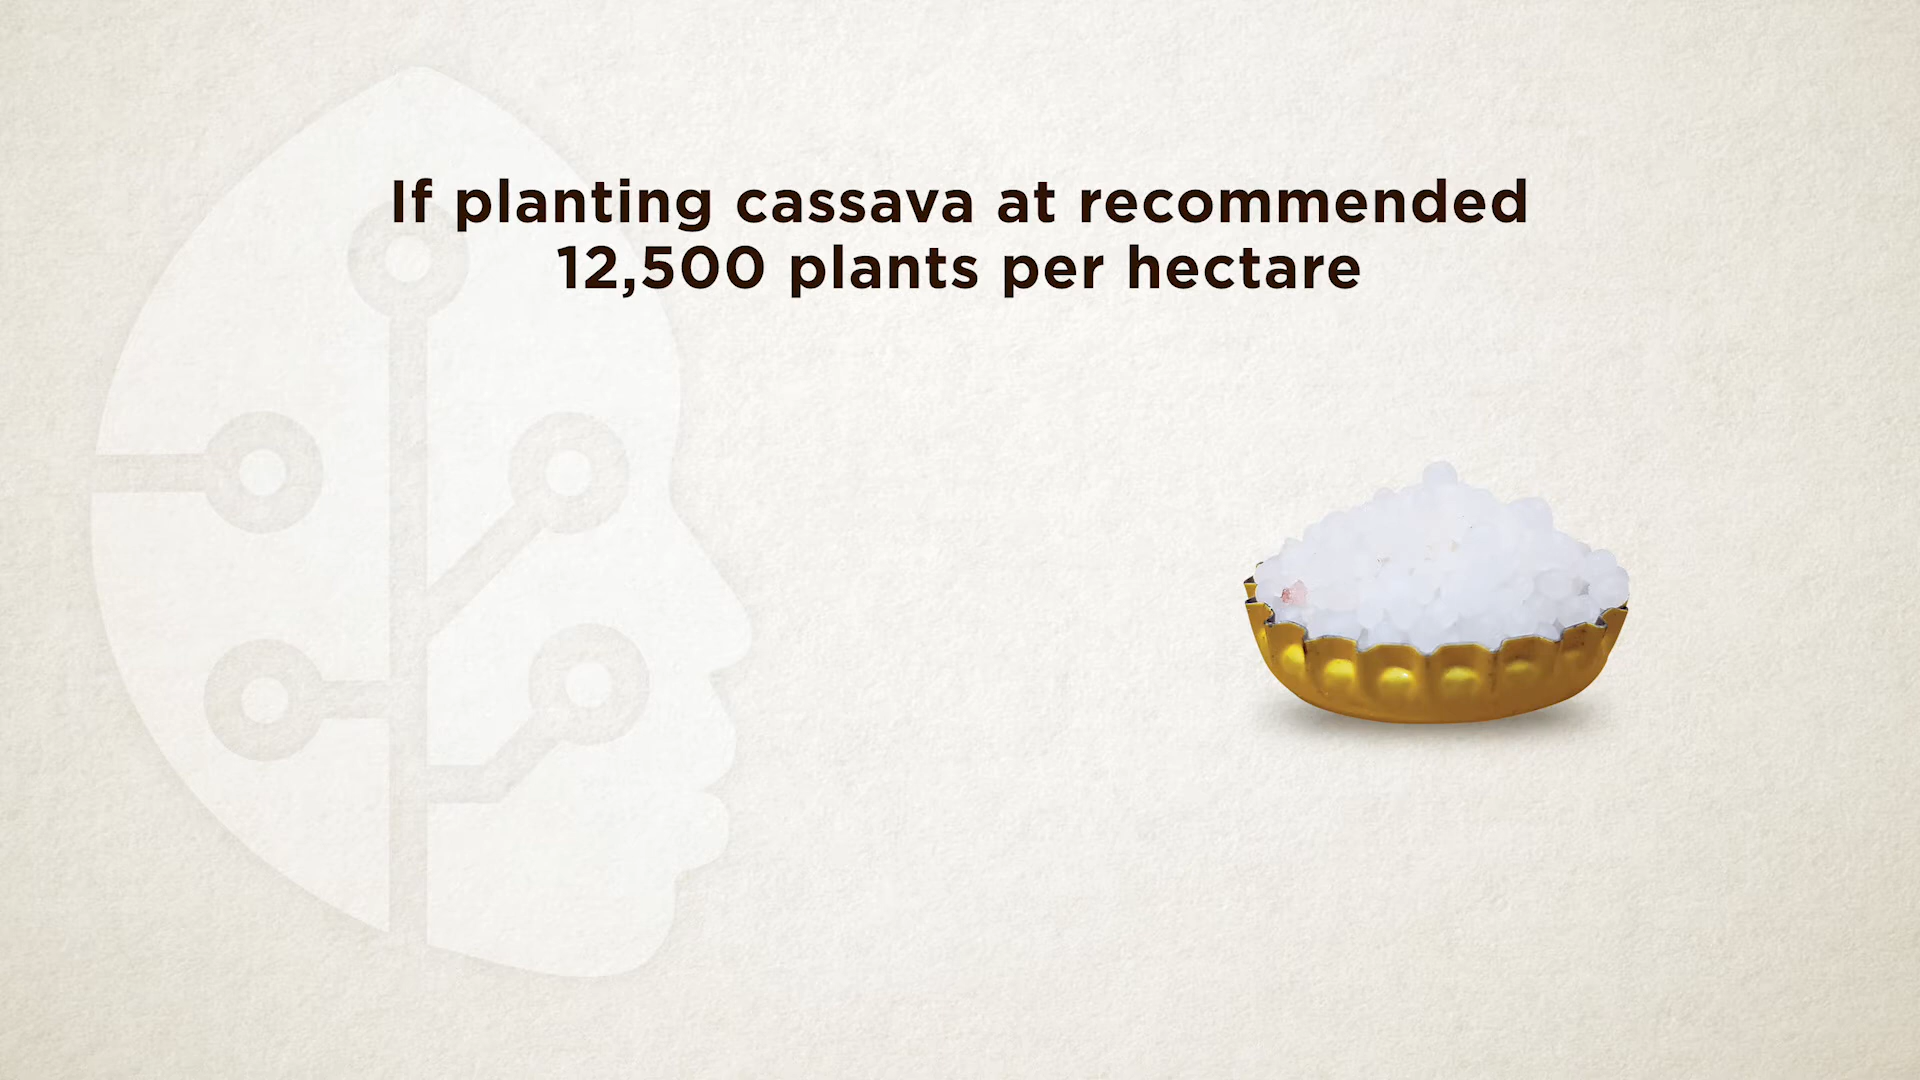 If planting cassava at recommended
12,500 plants per hectare